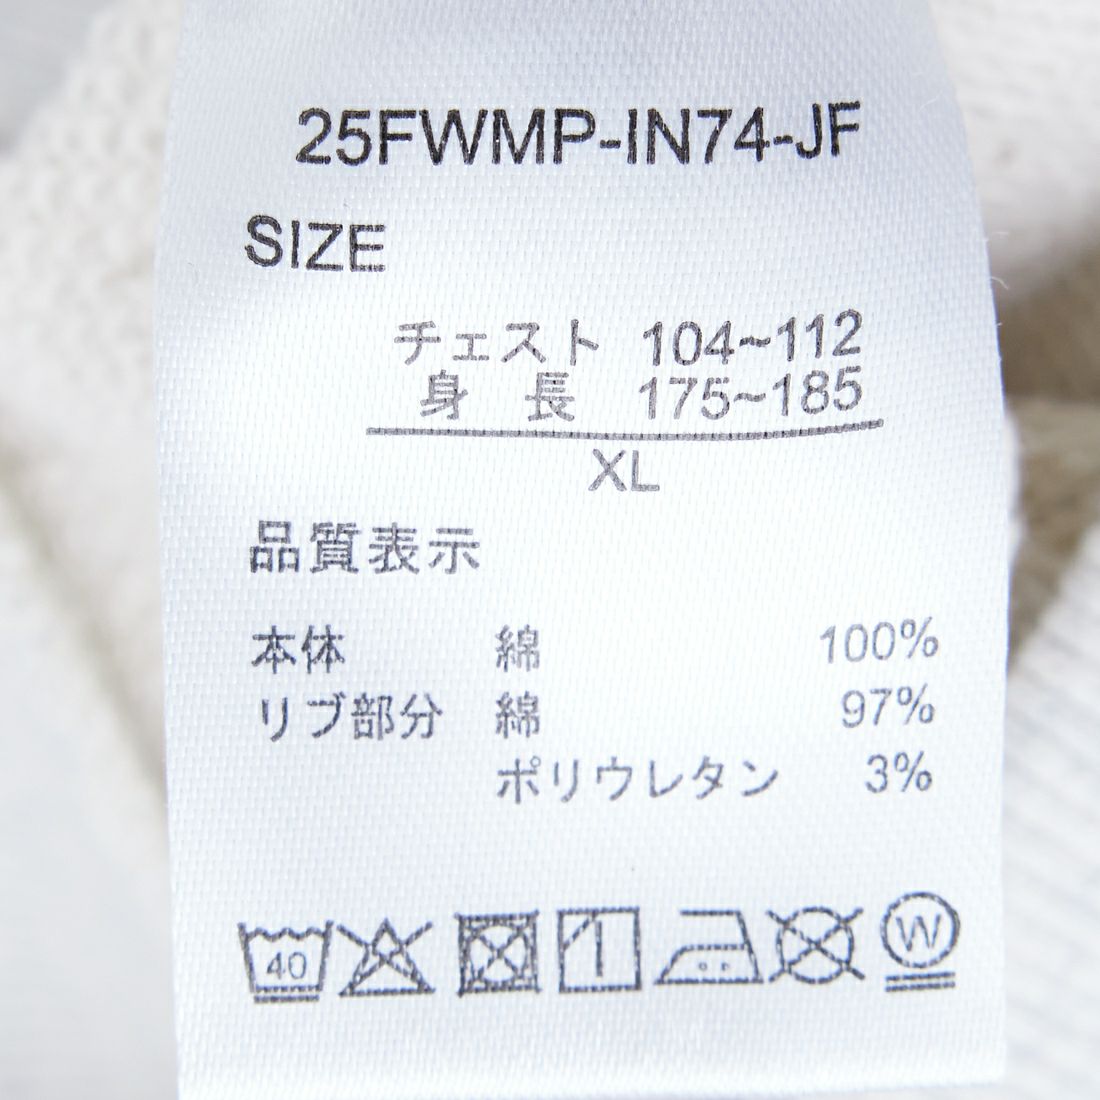 25FWMP-IN74-JF
SIZE
チェスト 104~112
身 長 175~185
XL
品質表示
本体 綿 100%
リブ部分 綿 97%
ポリウレタン 3%
40 W